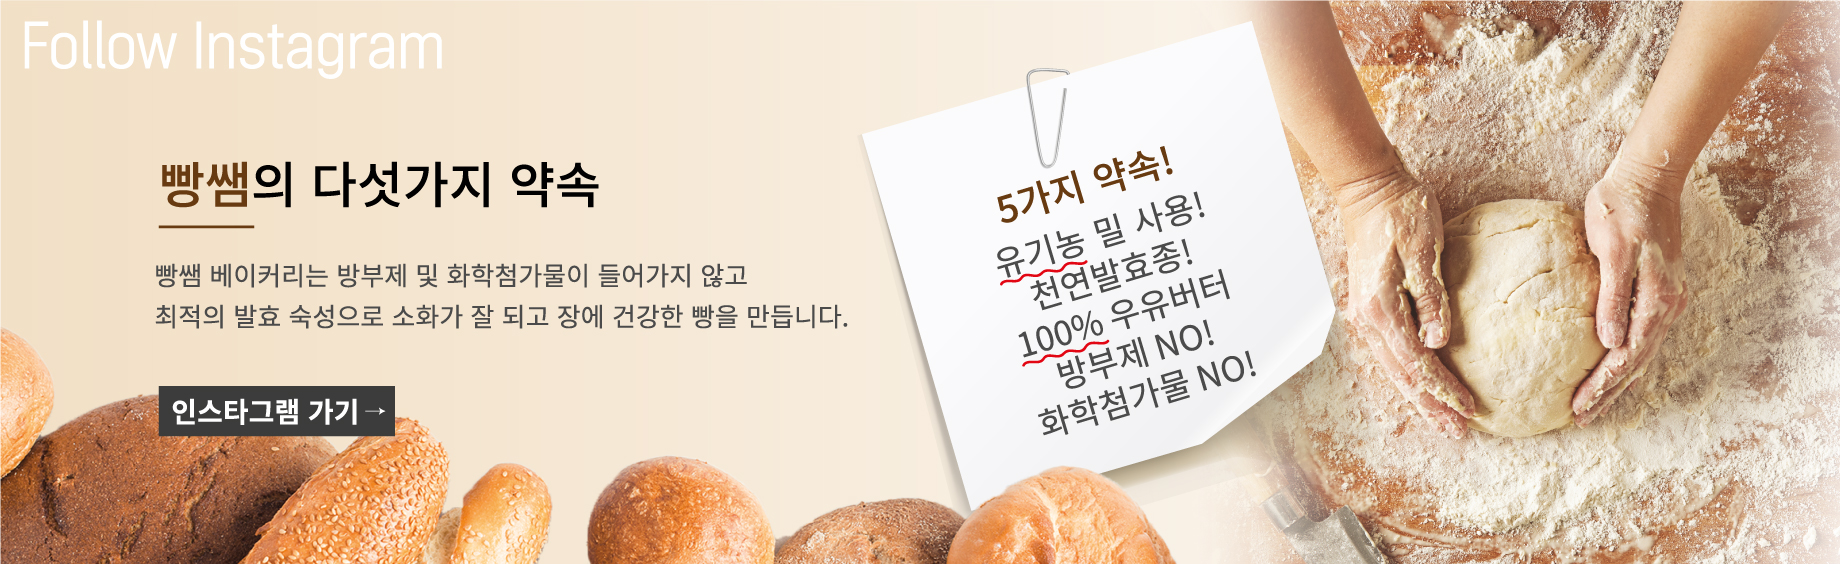 Follow Instagram
빵쌤의 다섯가지 약속
빵쌤 베이커리는 방부제 및 화학첨가물이 들어가지 않고
최적의 발효 숙성으로 소화가 잘 되고 장에 건강한 빵을 만듭니다.
인스타그램 가기→
5가지 약속!
유기농 밀 사용!
천연발효종!
100% 우유버터
방부제 NO!
화학첨가물 NO!